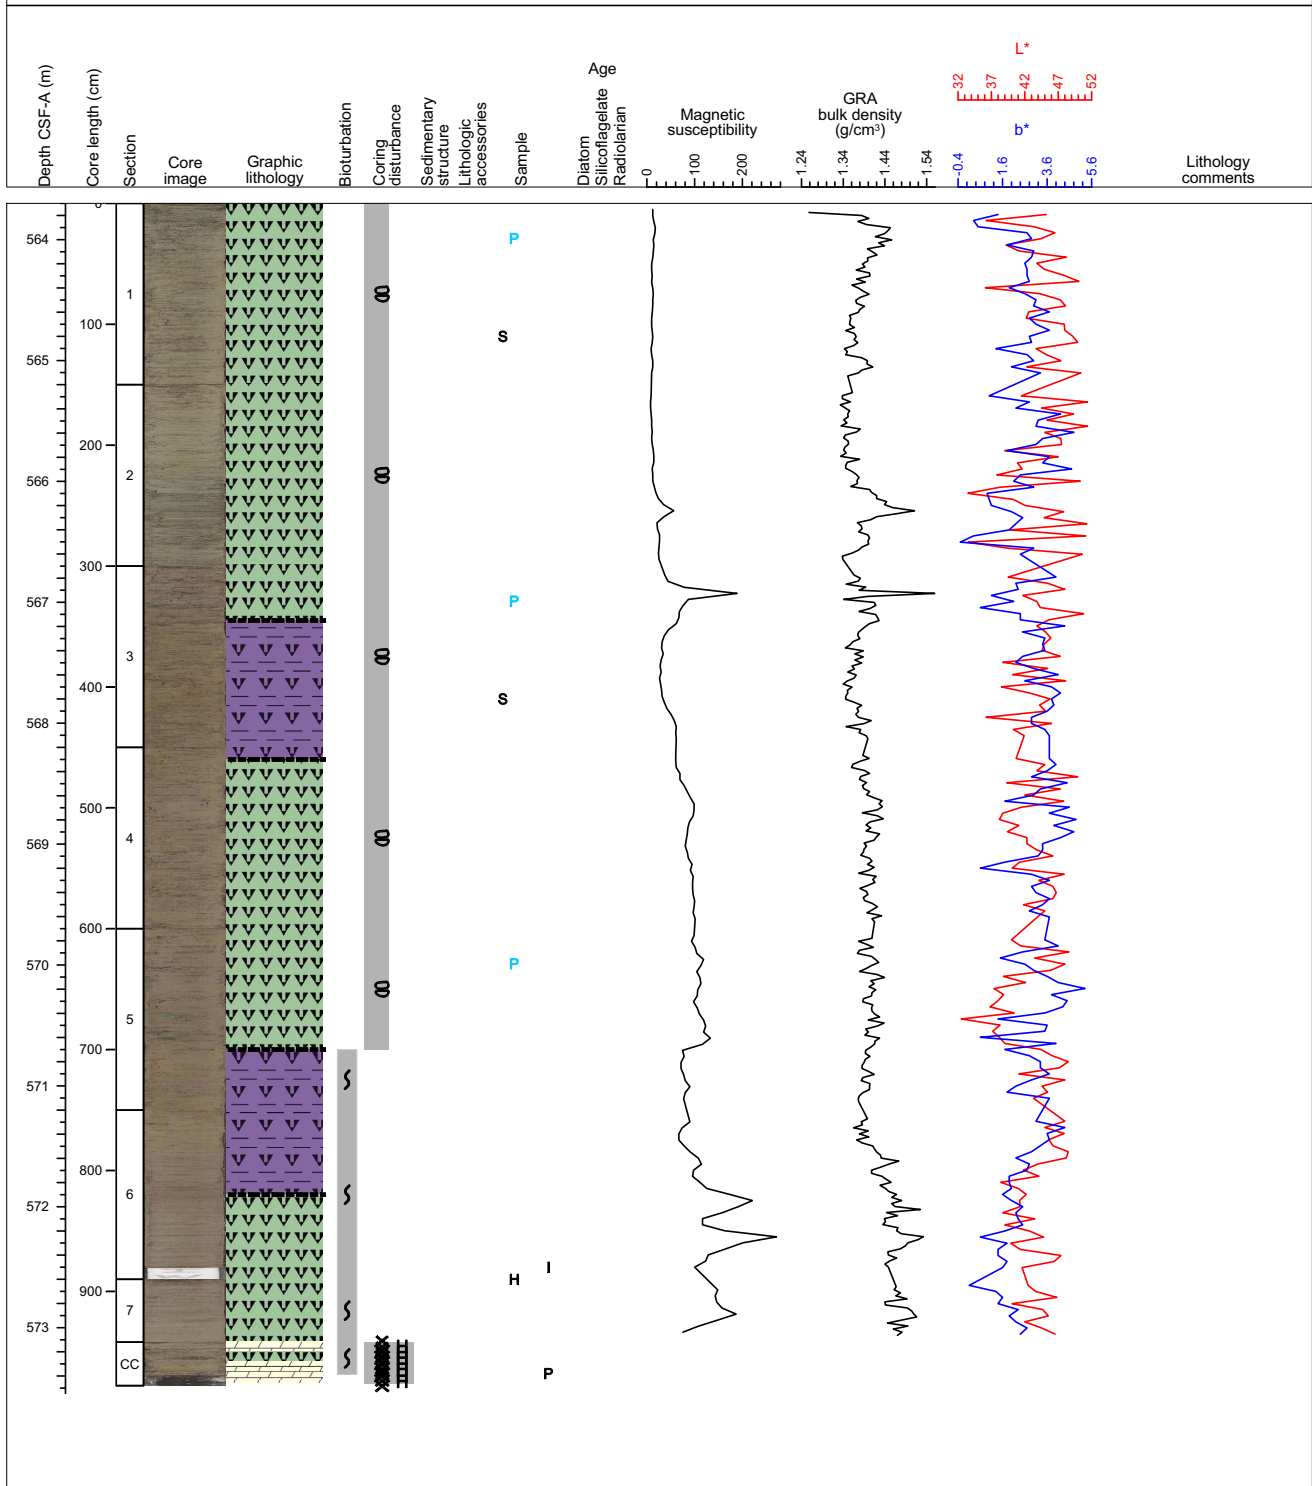 Depth CSF-A (m)
Core length (cm)
Section
Core
image
Graphic
lithology
Bioturbation
Coring
disturbance
Sedimentary
structure
Lithologic
accessories
Sample
Age
Diatom
Silicoflagelate
Radiolarian
Magnetic
susceptibility
0 100 200
GRA
bulk density
(g/cm³)
1.24 1.34 1.44 1.54
L*
32 37 42 47 52
b*
-0.4 1.6 3.6 5.6
Lithology
comments
0
564 P
1
100
S
565
200
2
566
300
567 P
3
400
S
568
500
4
569
600
570 P
5
700
571
800
6
572
I
H
900
7
573
CC
P